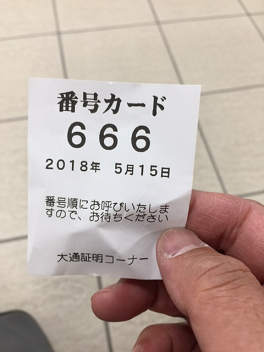 番号カード
６６６
２０１８年　５月１５日
番号順にお呼びいたしま
すので、お待ちください
大通証明コーナー